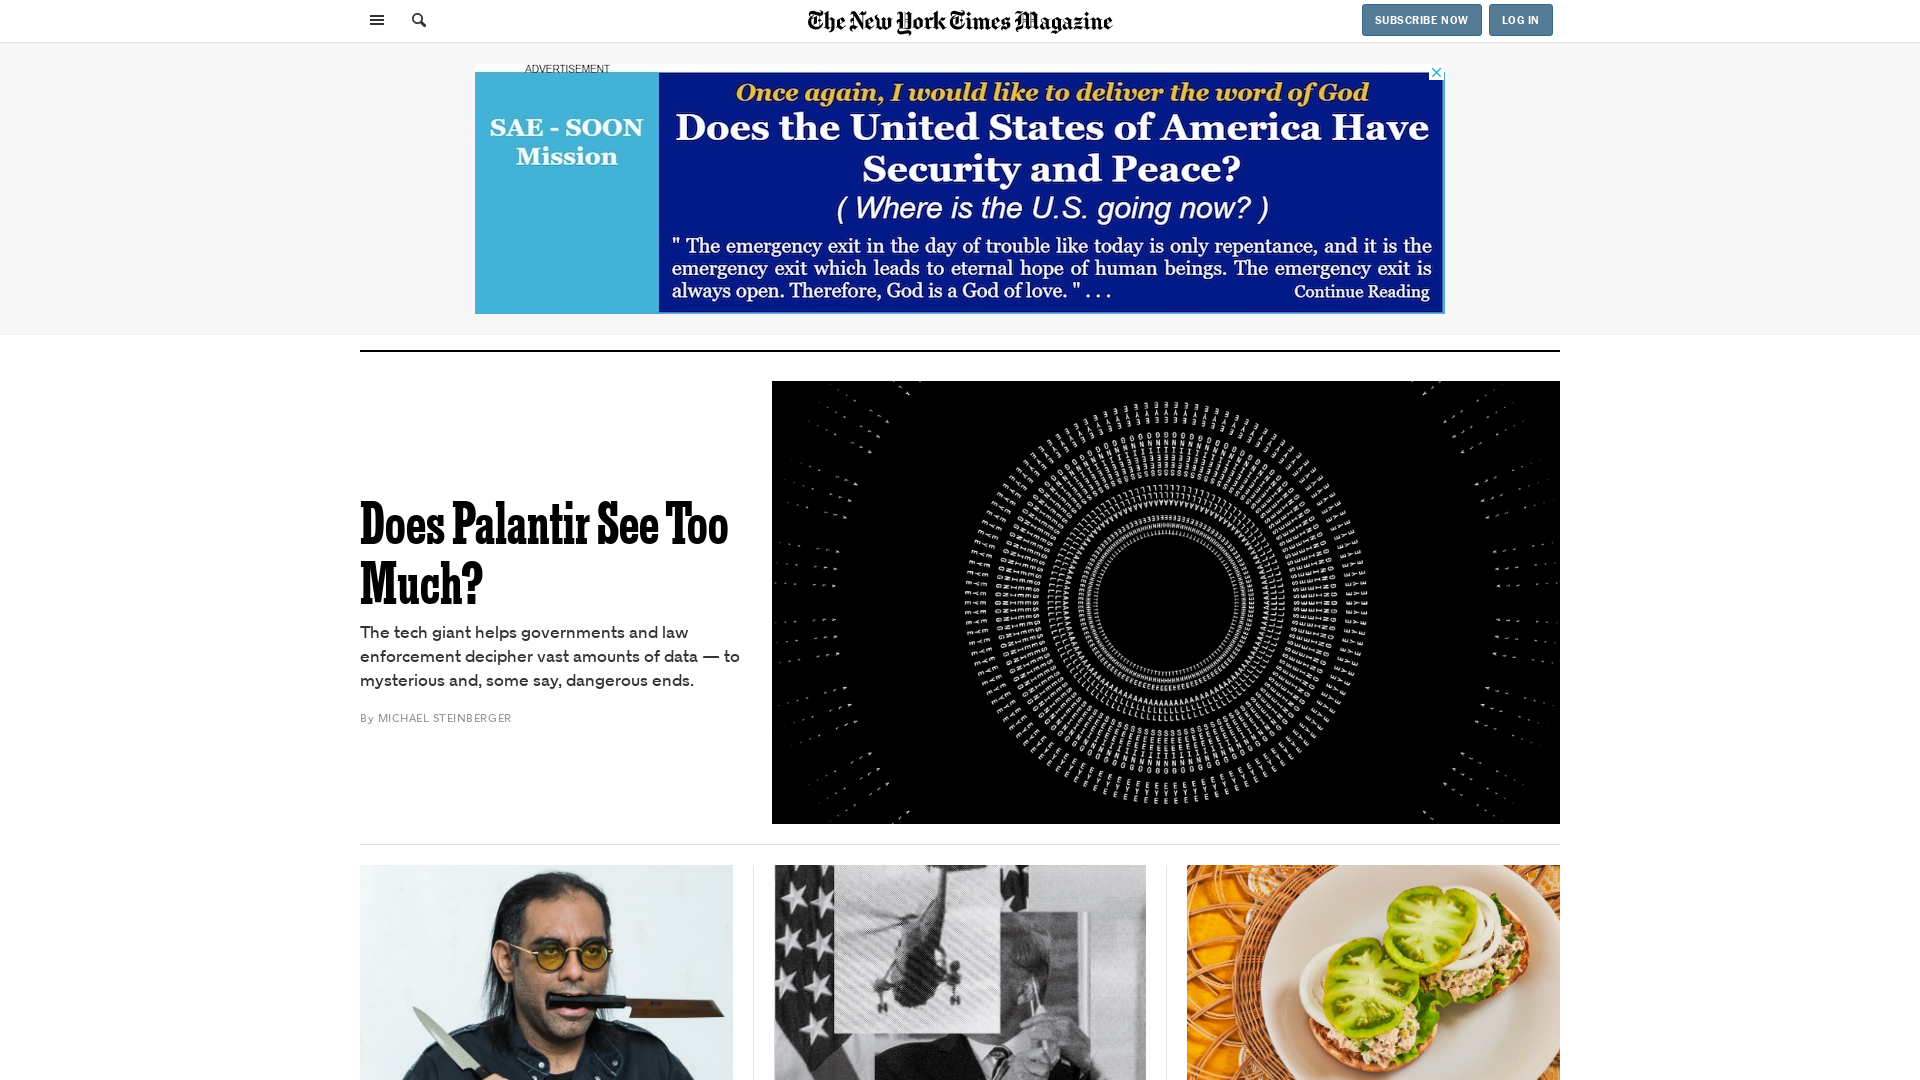 The New York Times Magazine
SUBSCRIBE NOW
LOG IN
ADVERTISEMENT
SAE - SOON
Mission
Once again, I would like to deliver the word of God
Does the United States of America Have
Security and Peace?
( Where is the U.S. going now? )
" The emergency exit in the day of trouble like today is only repentance, and it is the
emergency exit which leads to eternal hope of human beings. The emergency exit is
always open. Therefore, God is a God of love. " . . .
Continue Reading
Does Palantir See Too
Much?
The tech giant helps governments and law
enforcement decipher vast amounts of data — to
mysterious and, some say, dangerous ends.
By MICHAEL STEINBERGER